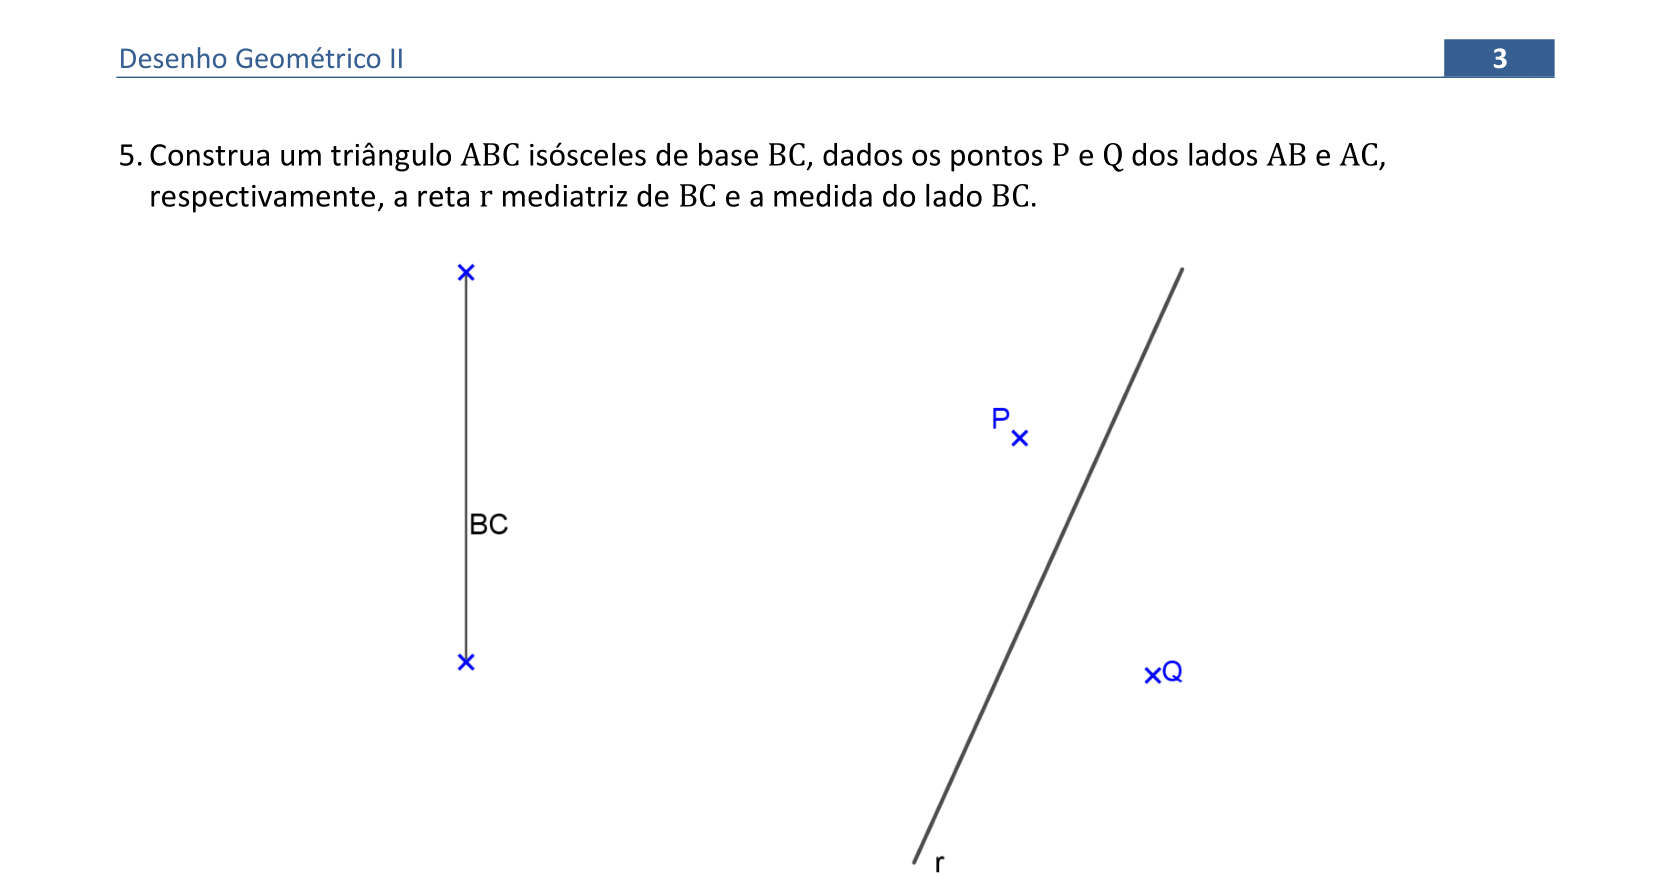 Desenho Geométrico II
3
5. Construa um triângulo ABC isósceles de base BC, dados os pontos P e Q dos lados AB e AC,
respectivamente, a reta r mediatriz de BC e a medida do lado BC.
P
BC
Q
r